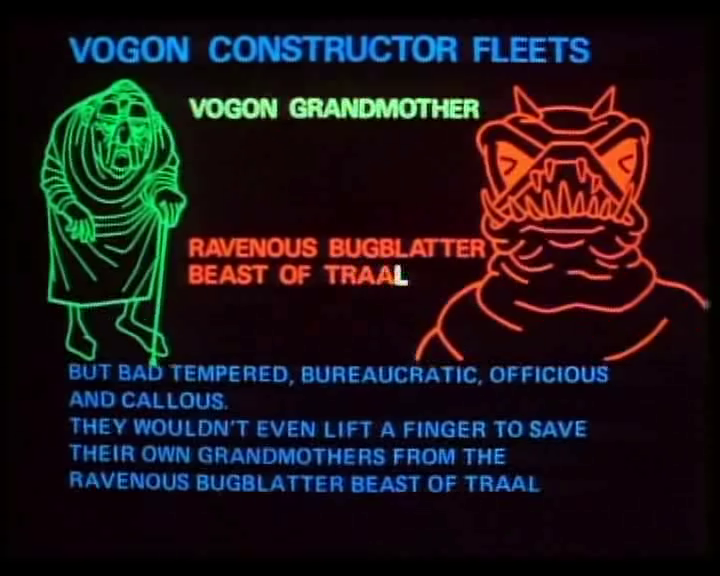 VOGON CONSTRUCTOR FLEETS
VOGON GRANDMOTHER
RAVENOUS BUGBLATTER
BEAST OF TRAAL
BUT BAD TEMPERED, BUREAUCRATIC, OFFICIOUS
AND CALLOUS.
THEY WOULDN'T EVEN LIFT A FINGER TO SAVE
THEIR OWN GRANDMOTHERS FROM THE
RAVENOUS BUGBLATTER BEAST OF TRAAL